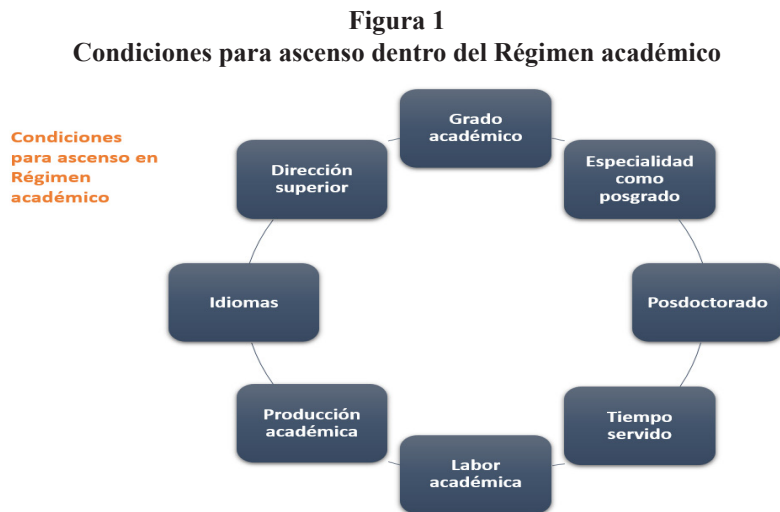 Figura 1
Condiciones para ascenso dentro del Régimen académico
Condiciones
para ascenso en
Régimen
académico
Grado
académico
Especialidad
como
posgrado
Posdoctorado
Tiempo
servido
Labor
académica
Producción
académica
Idiomas
Dirección
superior